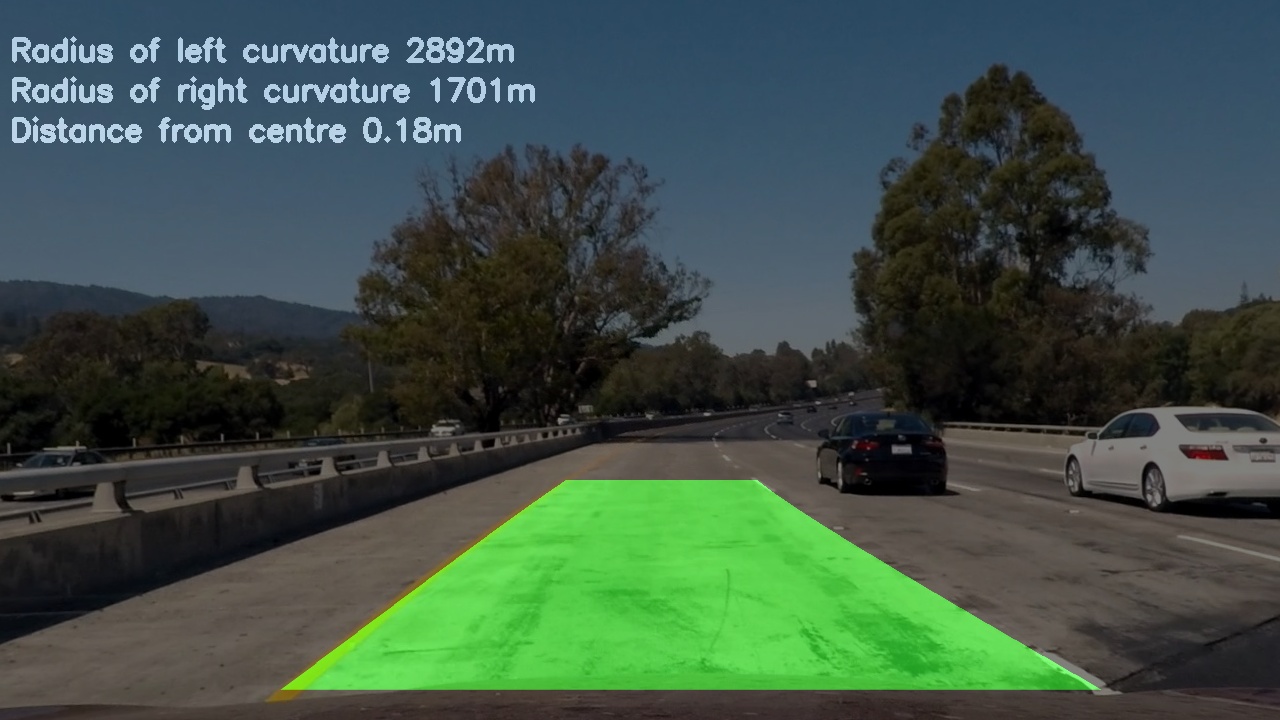 Radius of left curvature 2892m
Radius of right curvature 1701m
Distance from centre 0.18m